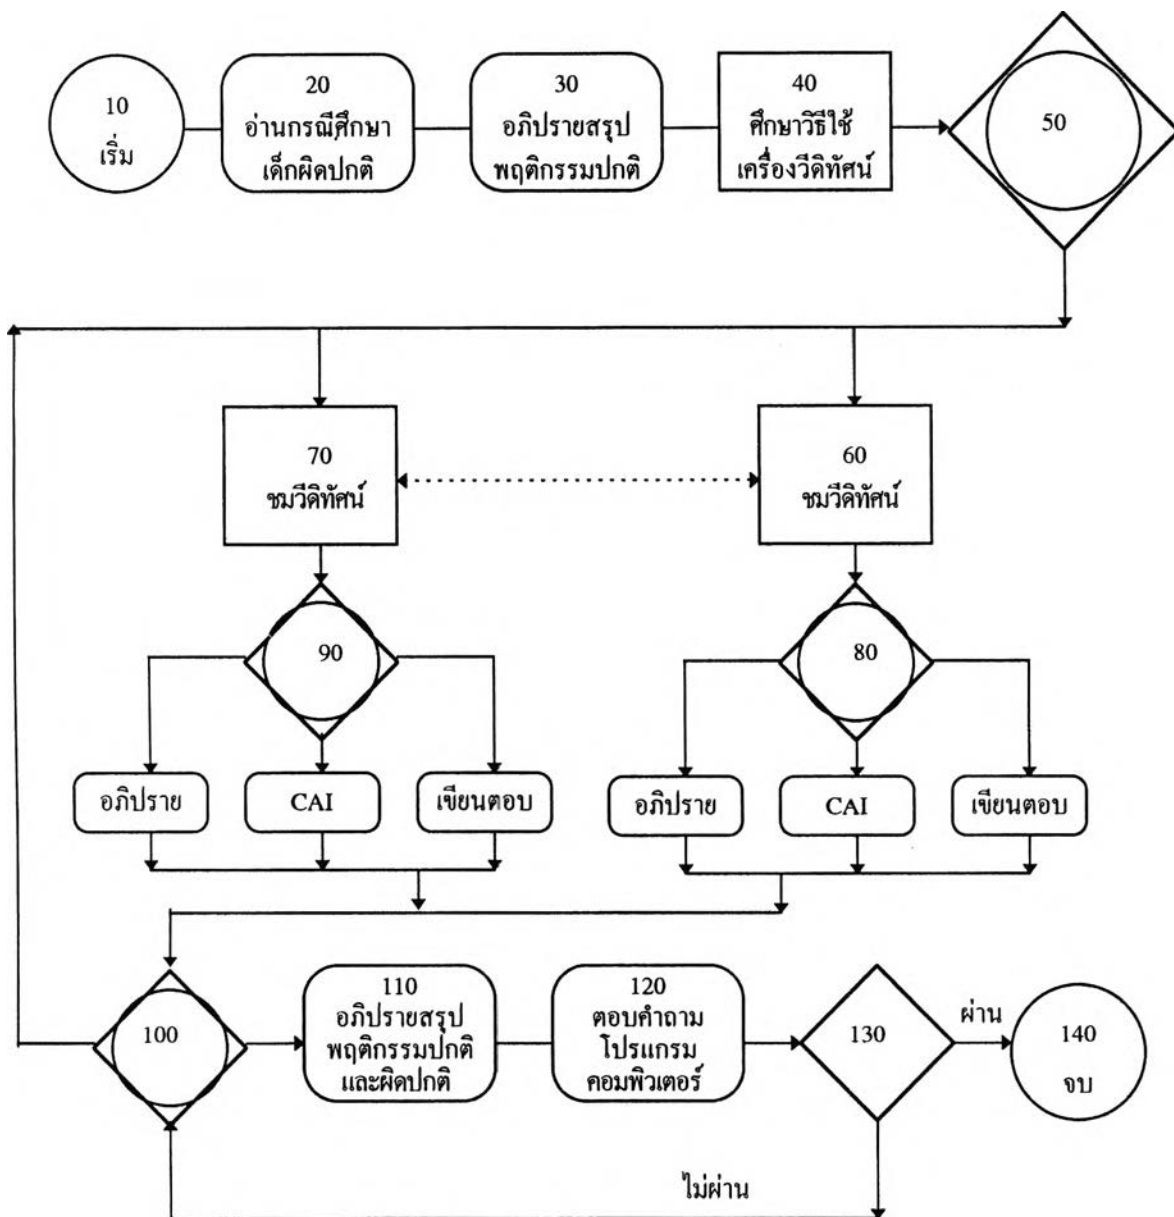 10
เริ่ม
20
อ่านกรณีศึกษา
เด็กผิดปกติ
30
อภิปรายสรุป
พฤติกรรมปกติ
40
ศึกษาวิธีใช้
เครื่องวีดิทัศน์
50
70
ชมวีดิทัศน์
60
ชมวีดิทัศน์
90
80
อภิปราย
CAI
เขียนตอบ
อภิปราย
CAI
เขียนตอบ
100
110
อภิปรายสรุป
พฤติกรรมปกติ
และผิดปกติ
120
ตอบคำถาม
โปรแกรม
คอมพิวเตอร์
130
ผ่าน
140
จบ
ไม่ผ่าน